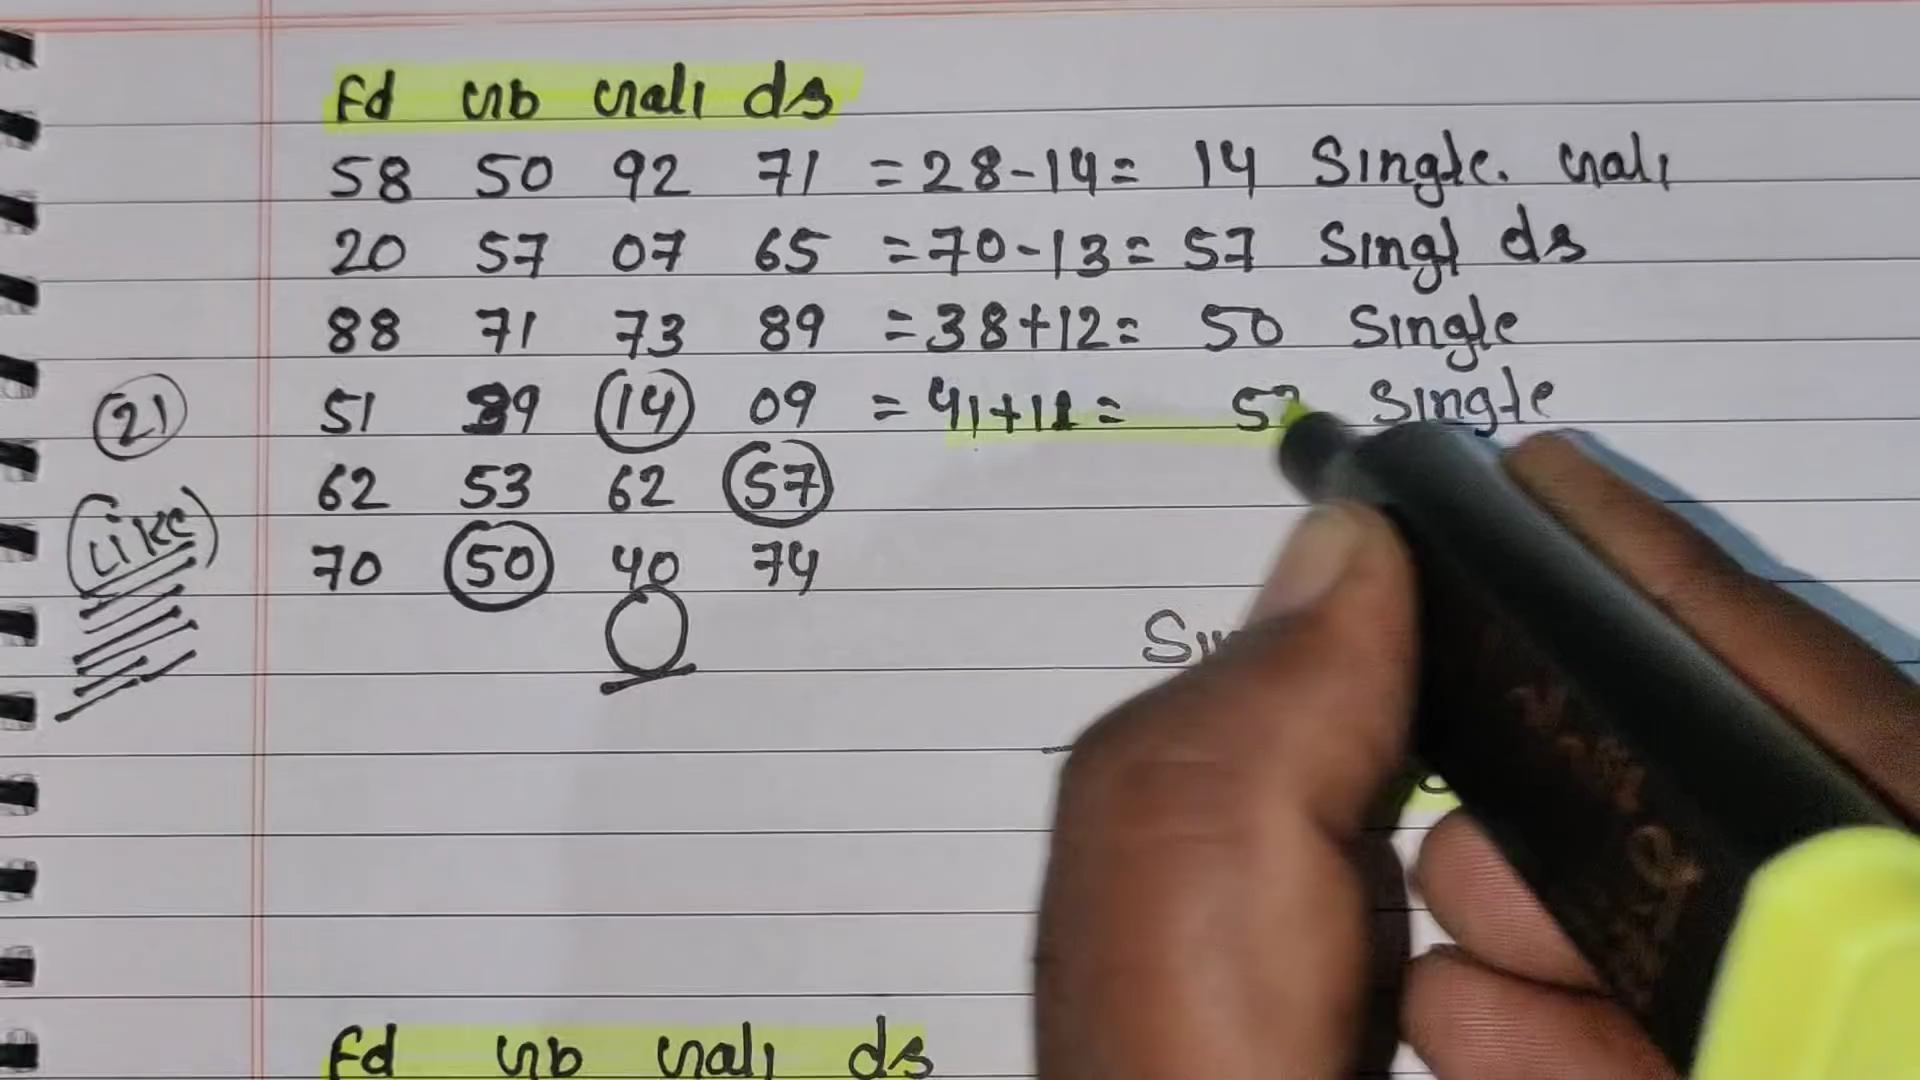 Fd GB Gali ds
58 50 92 71 =28-14= 14 Single. Gali
20 57 07 65 =70-13= 57 Singl ds
88 71 73 89 =38+12= 50 Single
21
51 39 14 09 = 41+11= Single
62 53 62 57
Like
70 50 40 74
Fd GB Gali ds